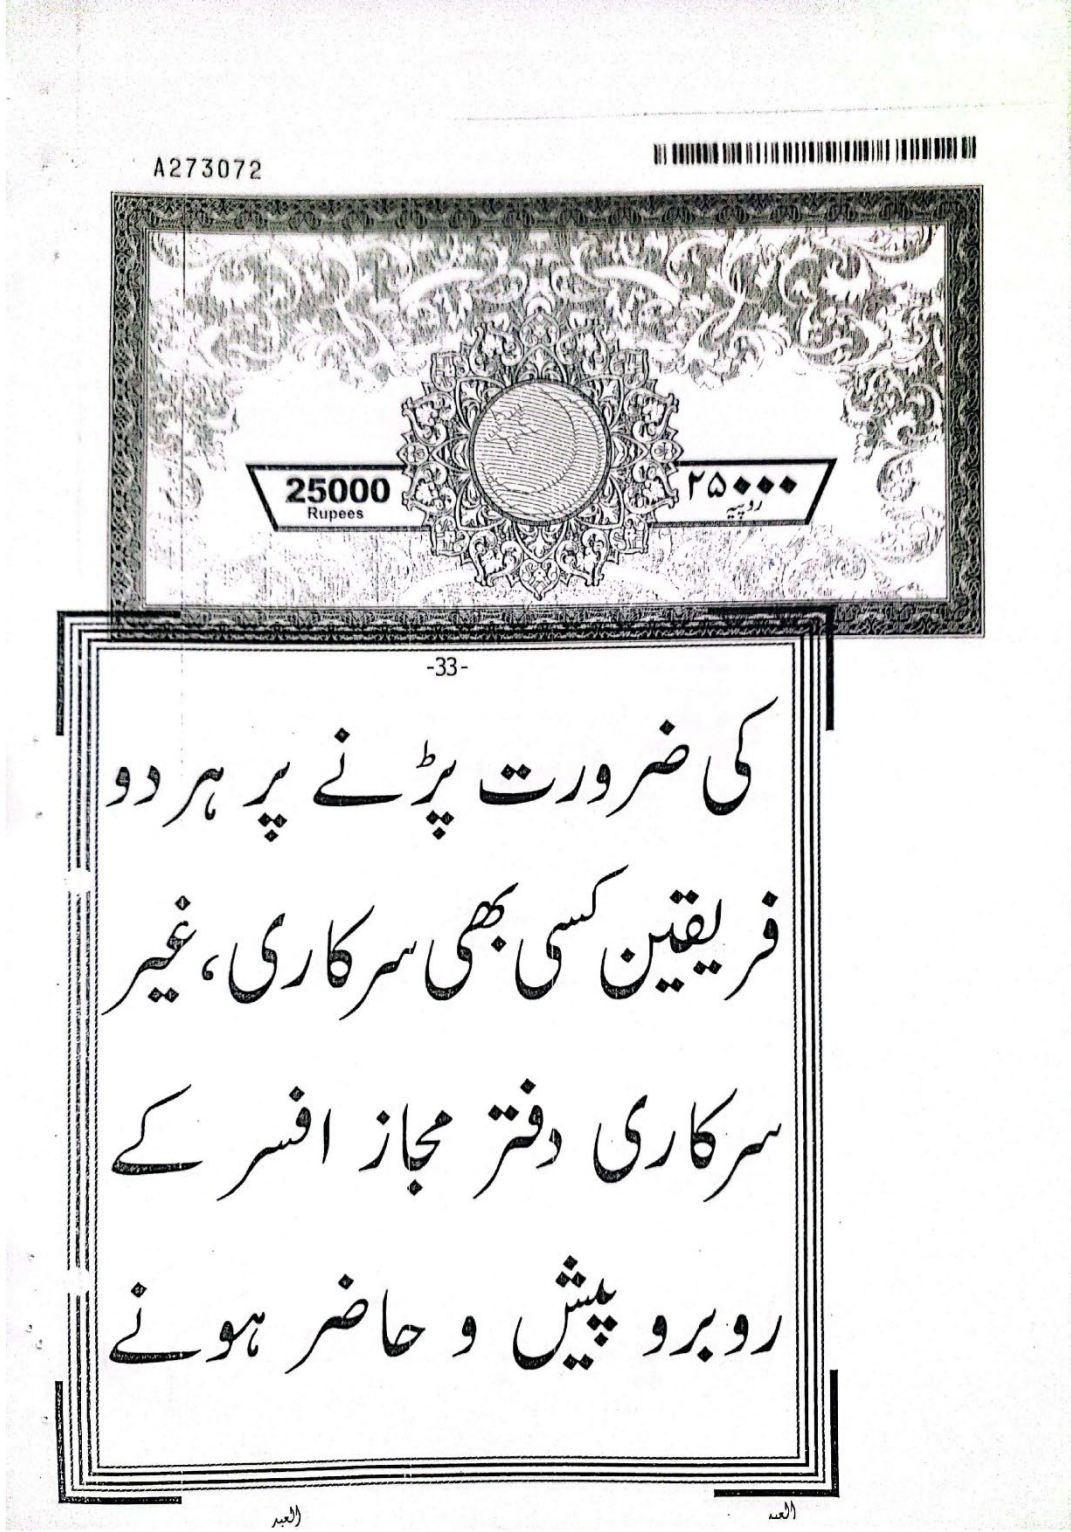 A273072
25000
۲۵۰۰۰
Rupees
روپیہ
-33-
کی ضرورت پڑنے پر ہر دو
فریقین کسی بھی سرکاری، غیر
سرکاری دفتر مجاز افسر کے
روبرو پیش و حاضر ہونے
العبد
العبد